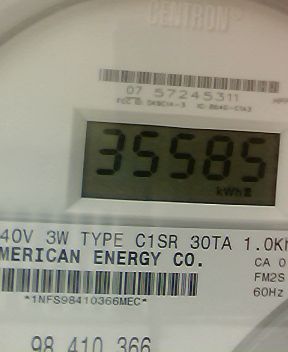 CENTRON®
07 57245311
35585
kWh
40V 3W TYPE C1SR 30TA 1.0Kh
MERICAN ENERGY CO.
CA 0
FM2S
*1NFS98410366MEC*
60Hz
98 410 366